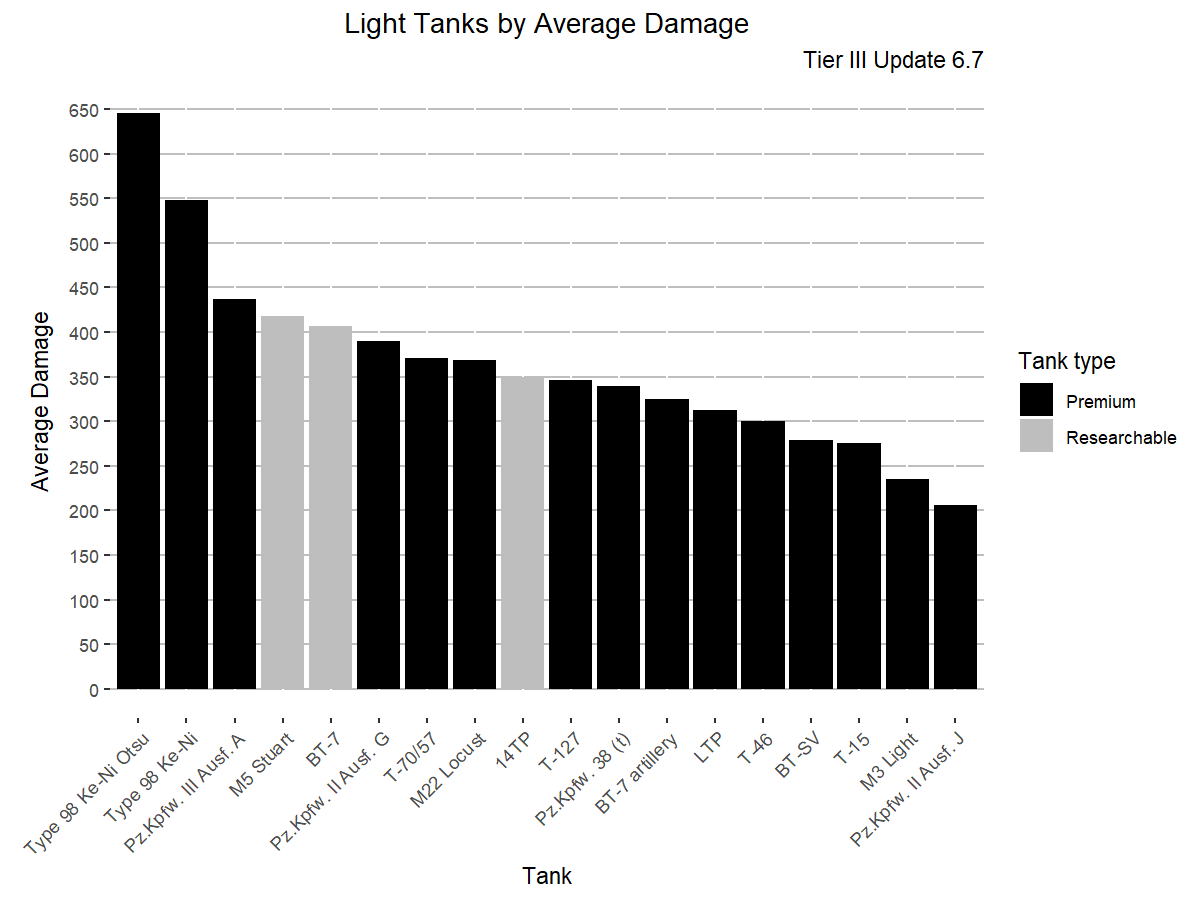 Light Tanks by Average Damage
Tier III Update 6.7
Average Damage
650
600
550
500
450
400
350
300
250
200
150
100
50
0
Type 98 Ke-Ni Otsu
Type 98 Ke-Ni
Pz.Kpfw. III Ausf. A
M5 Stuart
BT-7
Pz.Kpfw. II Ausf. G
T-70/57
M22 Locust
14TP
T-127
Pz.Kpfw. 38 (t)
BT-7 artillery
LTP
T-46
BT-SV
T-15
M3 Light
Pz.Kpfw. II Ausf. J
Tank
Tank type
Premium
Researchable